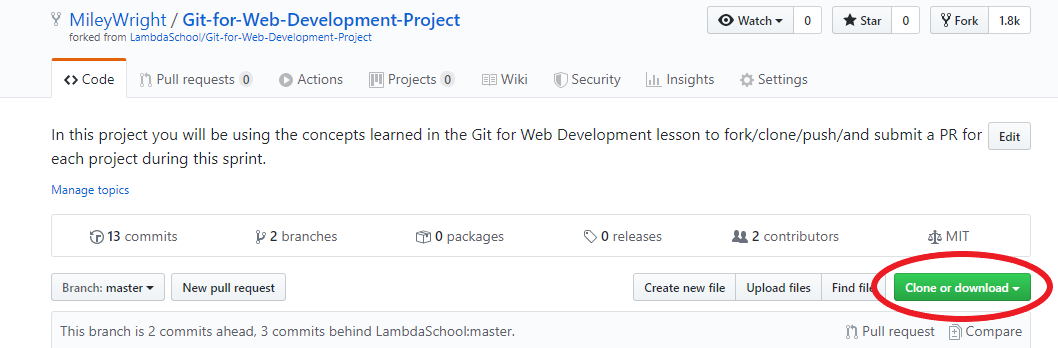 MileyWright / Git-for-Web-Development-Project
Watch 0 Star 0 Fork 1.8k
forked from LambdaSchool/Git-for-Web-Development-Project
Code Pull requests 0 Actions Projects 0 Wiki Security Insights Settings
In this project you will be using the concepts learned in the Git for Web Development lesson to fork/clone/push/and submit a PR for
each project during this sprint.
Edit
Manage topics
13 commits 2 branches 0 packages 0 releases 2 contributors MIT
Branch: master New pull request Create new file Upload files Find file Clone or download
This branch is 2 commits ahead, 3 commits behind LambdaSchool:master. Pull request Compare